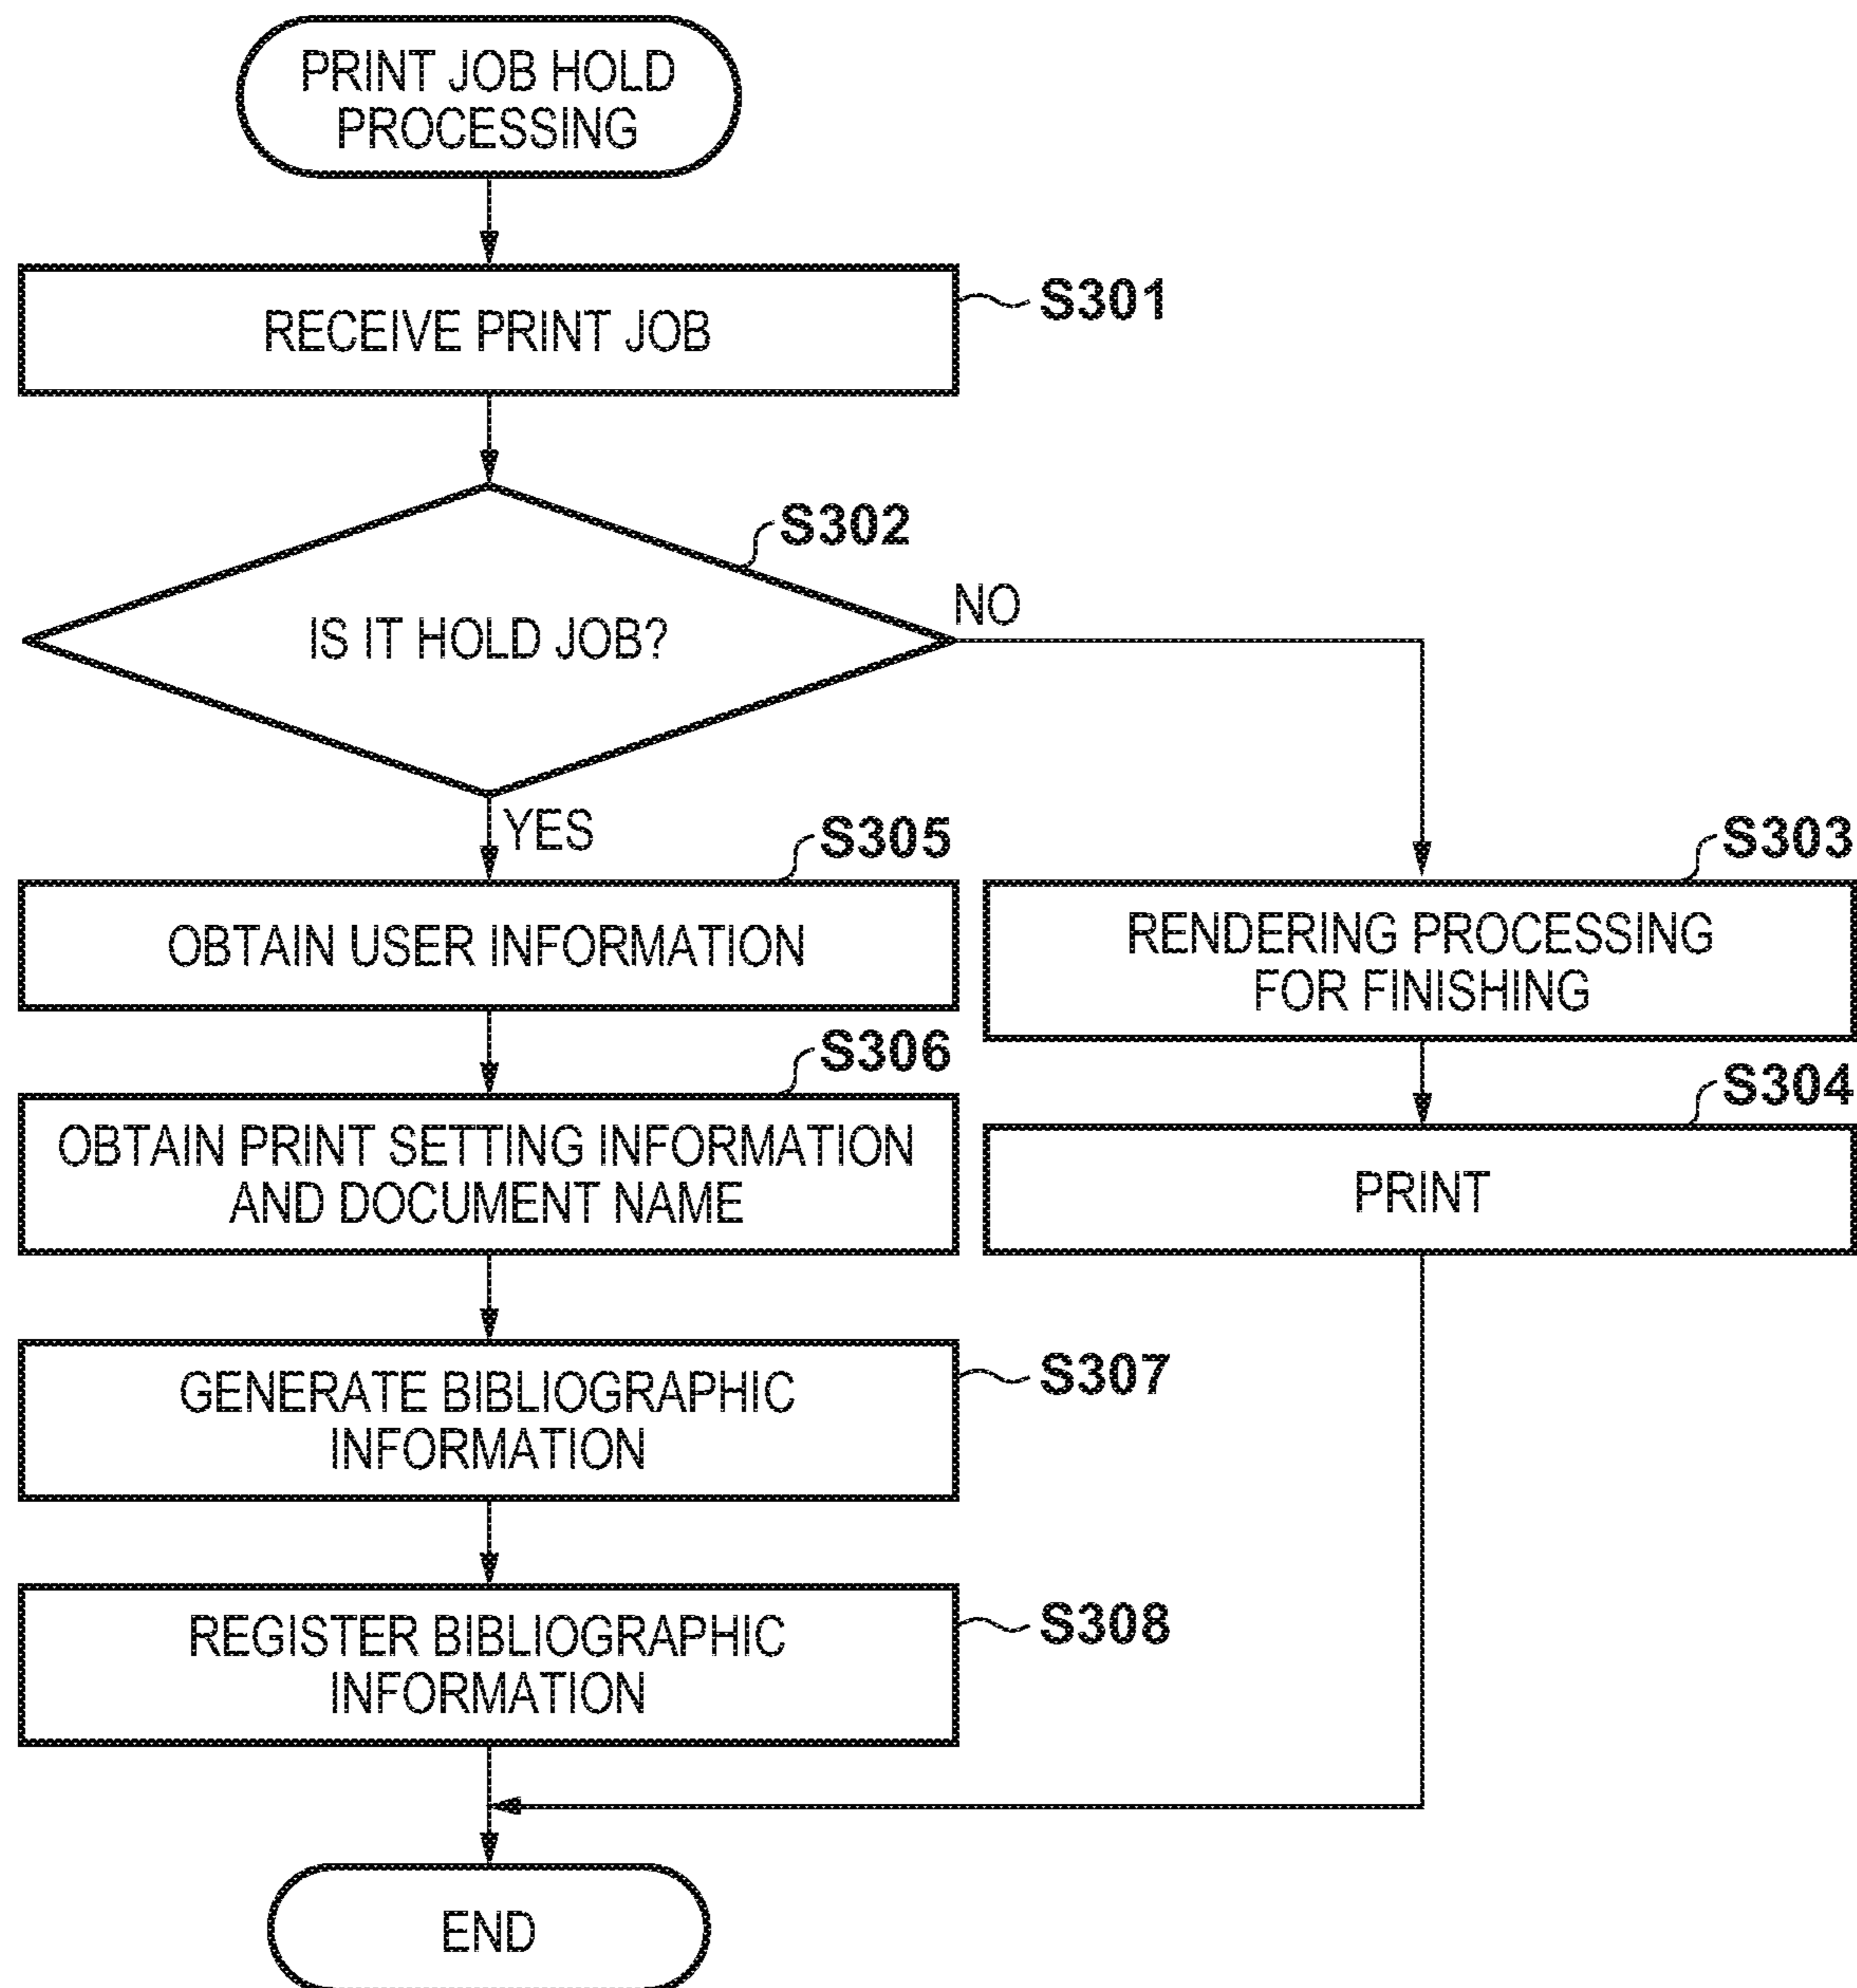 PRINT JOB HOLD
PROCESSING
RECEIVE PRINT JOB
S301
S302
IS IT HOLD JOB?
NO
YES
S305
OBTAIN USER INFORMATION
S303
RENDERING PROCESSING
FOR FINISHING
S306
OBTAIN PRINT SETTING INFORMATION
AND DOCUMENT NAME
S304
PRINT
GENERATE BIBLIOGRAPHIC
INFORMATION
S307
REGISTER BIBLIOGRAPHIC
INFORMATION
S308
END